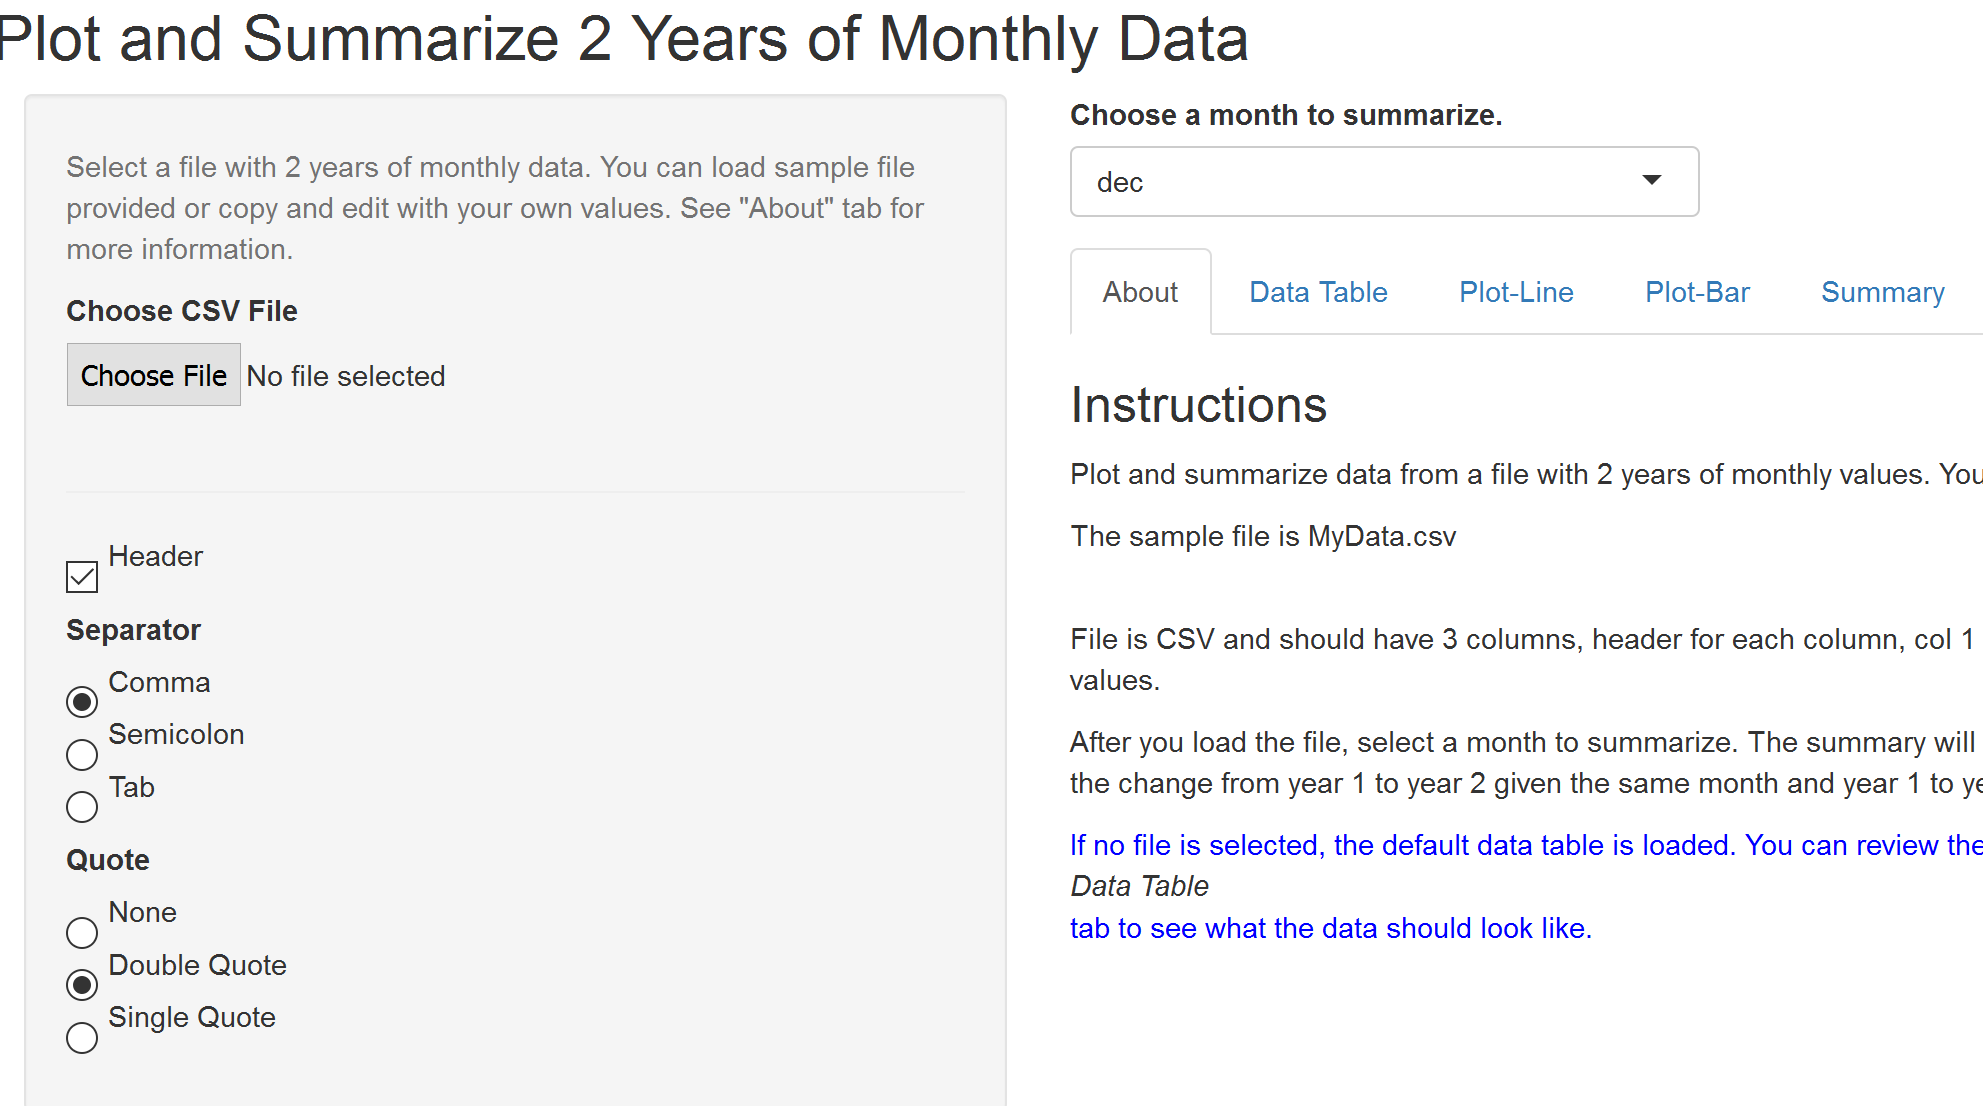 Plot and Summarize 2 Years of Monthly Data
Select a file with 2 years of monthly data. You can load sample file
provided or copy and edit with your own values. See "About" tab for
more information.
Choose CSV File
Choose File No file selected
Header
Separator
Comma
Semicolon
Tab
Quote
None
Double Quote
Single Quote
Choose a month to summarize.
dec
About Data Table Plot-Line Plot-Bar Summary
Instructions
Plot and summarize data from a file with 2 years of monthly values. You
The sample file is MyData.csv
File is CSV and should have 3 columns, header for each column, col 1
values.
After you load the file, select a month to summarize. The summary will
the change from year 1 to year 2 given the same month and year 1 to
If no file is selected, the default data table is loaded. You can review the
Data Table
tab to see what the data should look like.